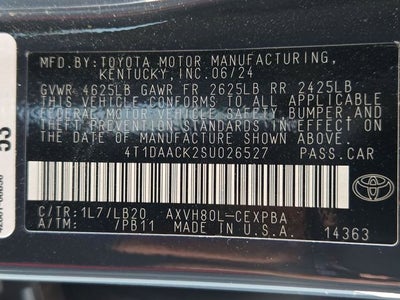 MFD.BY:TOYOTA MOTOR MANUFACTURING,
KENTUCKY,INC.06/24
GVWR 4625LB GAWR FR 2625LB RR 2425LB
THIS VEHICLE CONFORMS TO ALL APPLICABLE
FEDERAL MOTOR VEHICLE SAFETY,BUMPER,AND
THEFT PREVENTION STANDARDS IN EFFECT ON
THE DATE OF MANUFACTURE SHOWN ABOVE.
4T1DAACK2SU026527 PASS.CAR
C/TR:1L7/LB20 AXVH80L-CEXPBA
A/TM: /PB11 MADE IN U.S.A. 14363
TOYOTA
53